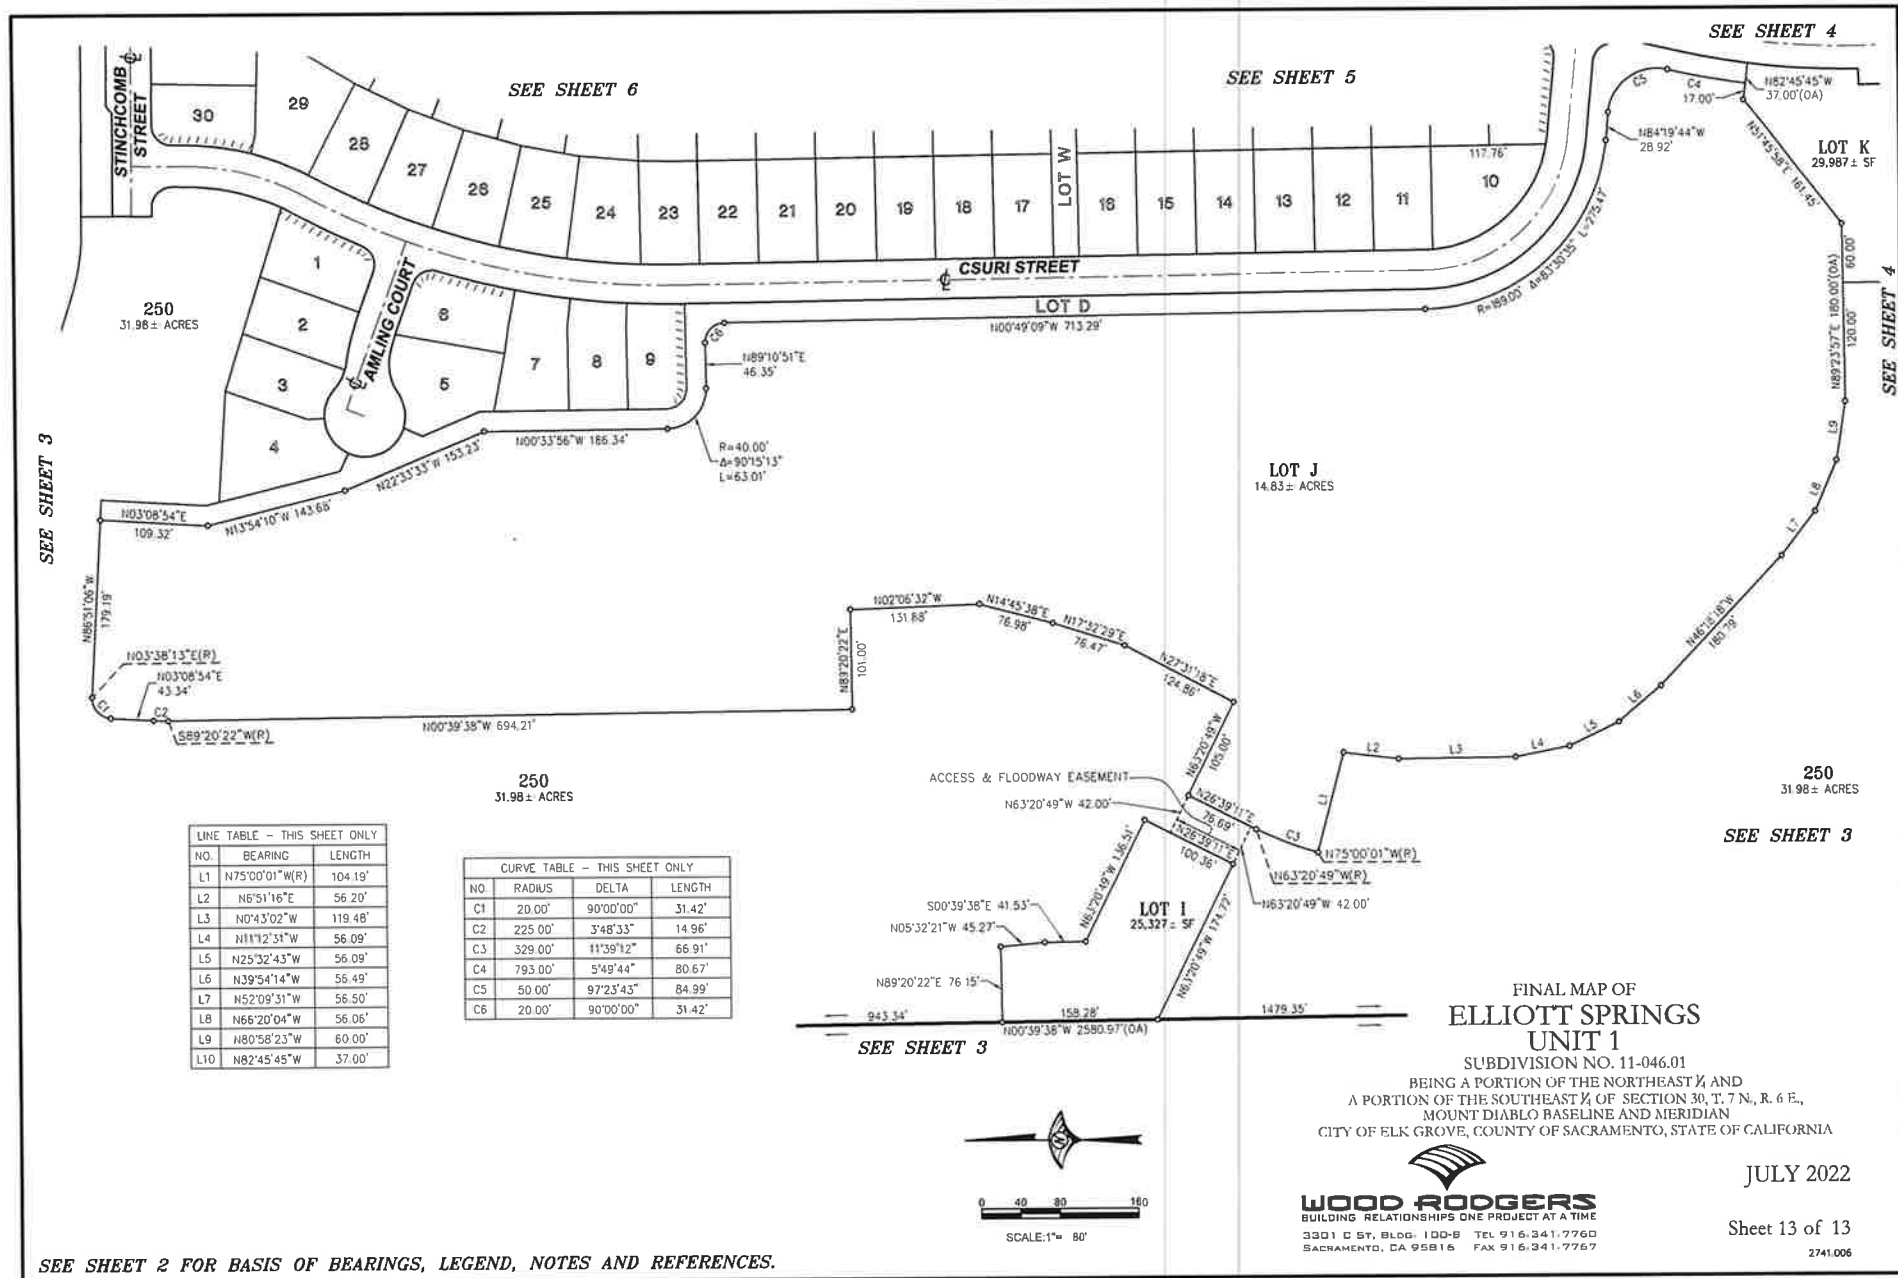 SEE SHEET 4
SEE SHEET 6
SEE SHEET 5
STINCHCOMB
STREET
30
29
28
27
26
25
24
23
22
21
20
19
18
17
LOT W
16
15
14
13
12
11
10
117.76'
C5
C4
17.00'
N82°45'45"W
37.00'(OA)
N84°19'44"W
28.92'
N51°45'58"E 161.45'
LOT K
29,987± SF
R=189.00' Δ=83°30'35" L=275.47'
60.00'
N89°23'57"E 180.00'(OA)
120.00'
SEE SHEET 4
CSURI STREET
LOT D
N00°49'09"W 713.29'
250
31.98± ACRES
1
2
3
4
AMLING COURT
6
5
7
8
9
C6
N89°10'51"E
46.35'
N00°33'56"W 186.34'
R=40.00'
Δ=90°15'13"
L=63.01'
N22°33'33"W 153.23'
N13°54'10"W 143.68'
N03°08'54"E
109.32'
SEE SHEET 3
LOT J
14.83± ACRES
L9
L8
L7
N46°18'18"W
180.79'
L6
L5
L4
L3
L2
L1
N86°51'06"W
179.19'
N03°38'13"E(R)
N03°08'54"E
43.34'
C1
C2
S89°20'22"W(R)
N00°39'38"W 694.21'
N89°20'22"E
101.00'
N02°06'32"W
131.88'
N14°45'38"E
76.98'
N17°52'29"E
76.47'
N27°31'18"E
124.86'
N63°20'49"W
105.00'
250
31.98± ACRES
ACCESS & FLOODWAY EASEMENT
N63°20'49"W 42.00'
N26°39'11"E
76.69'
C3
N26°39'11"E
100.36'
N75°00'01"W(R)
N63°20'49"W(R)
N63°20'49"W 42.00'
250
31.98± ACRES
SEE SHEET 3
N63°20'49"W 136.51'
LOT I
25,327± SF
N63°20'49"W 174.72'
S00°39'38"E 41.53'
N05°32'21"W 45.27'
N89°20'22"E 76.15'
943.34'
158.28'
1479.35'
N00°39'38"W 2580.97'(OA)
SEE SHEET 3
LINE TABLE - THIS SHEET ONLY
NO. BEARING LENGTH
L1 N75°00'01"W(R) 104.19'
L2 N6°51'16"E 56.20'
L3 N0°43'02"W 119.48'
L4 N11°12'31"W 56.09'
L5 N25°32'43"W 56.09'
L6 N39°54'14"W 56.49'
L7 N52°09'31"W 56.50'
L8 N66°20'04"W 56.06'
L9 N80°58'23"W 60.00'
L10 N82°45'45"W 37.00'
CURVE TABLE - THIS SHEET ONLY
NO. RADIUS DELTA LENGTH
C1 20.00' 90°00'00" 31.42'
C2 225.00' 3°48'33" 14.96'
C3 329.00' 11°39'12" 66.91'
C4 793.00' 5°49'44" 80.67'
C5 50.00' 97°23'43" 84.99'
C6 20.00' 90°00'00" 31.42'
N
0 40 80 160
SCALE:1"= 80'
FINAL MAP OF
ELLIOTT SPRINGS
UNIT 1
SUBDIVISION NO. 11-046.01
BEING A PORTION OF THE NORTHEAST ¼ AND
A PORTION OF THE SOUTHEAST ¼ OF SECTION 30, T. 7 N., R. 6 E.,
MOUNT DIABLO BASELINE AND MERIDIAN
CITY OF ELK GROVE, COUNTY OF SACRAMENTO, STATE OF CALIFORNIA
WOOD RODGERS
BUILDING RELATIONSHIPS ONE PROJECT AT A TIME
3301 C ST, BLDG. 100-B TEL 916.341.7760
SACRAMENTO, CA 95816 FAX 916.341.7767
JULY 2022
Sheet 13 of 13
2741.006
SEE SHEET 2 FOR BASIS OF BEARINGS, LEGEND, NOTES AND REFERENCES.